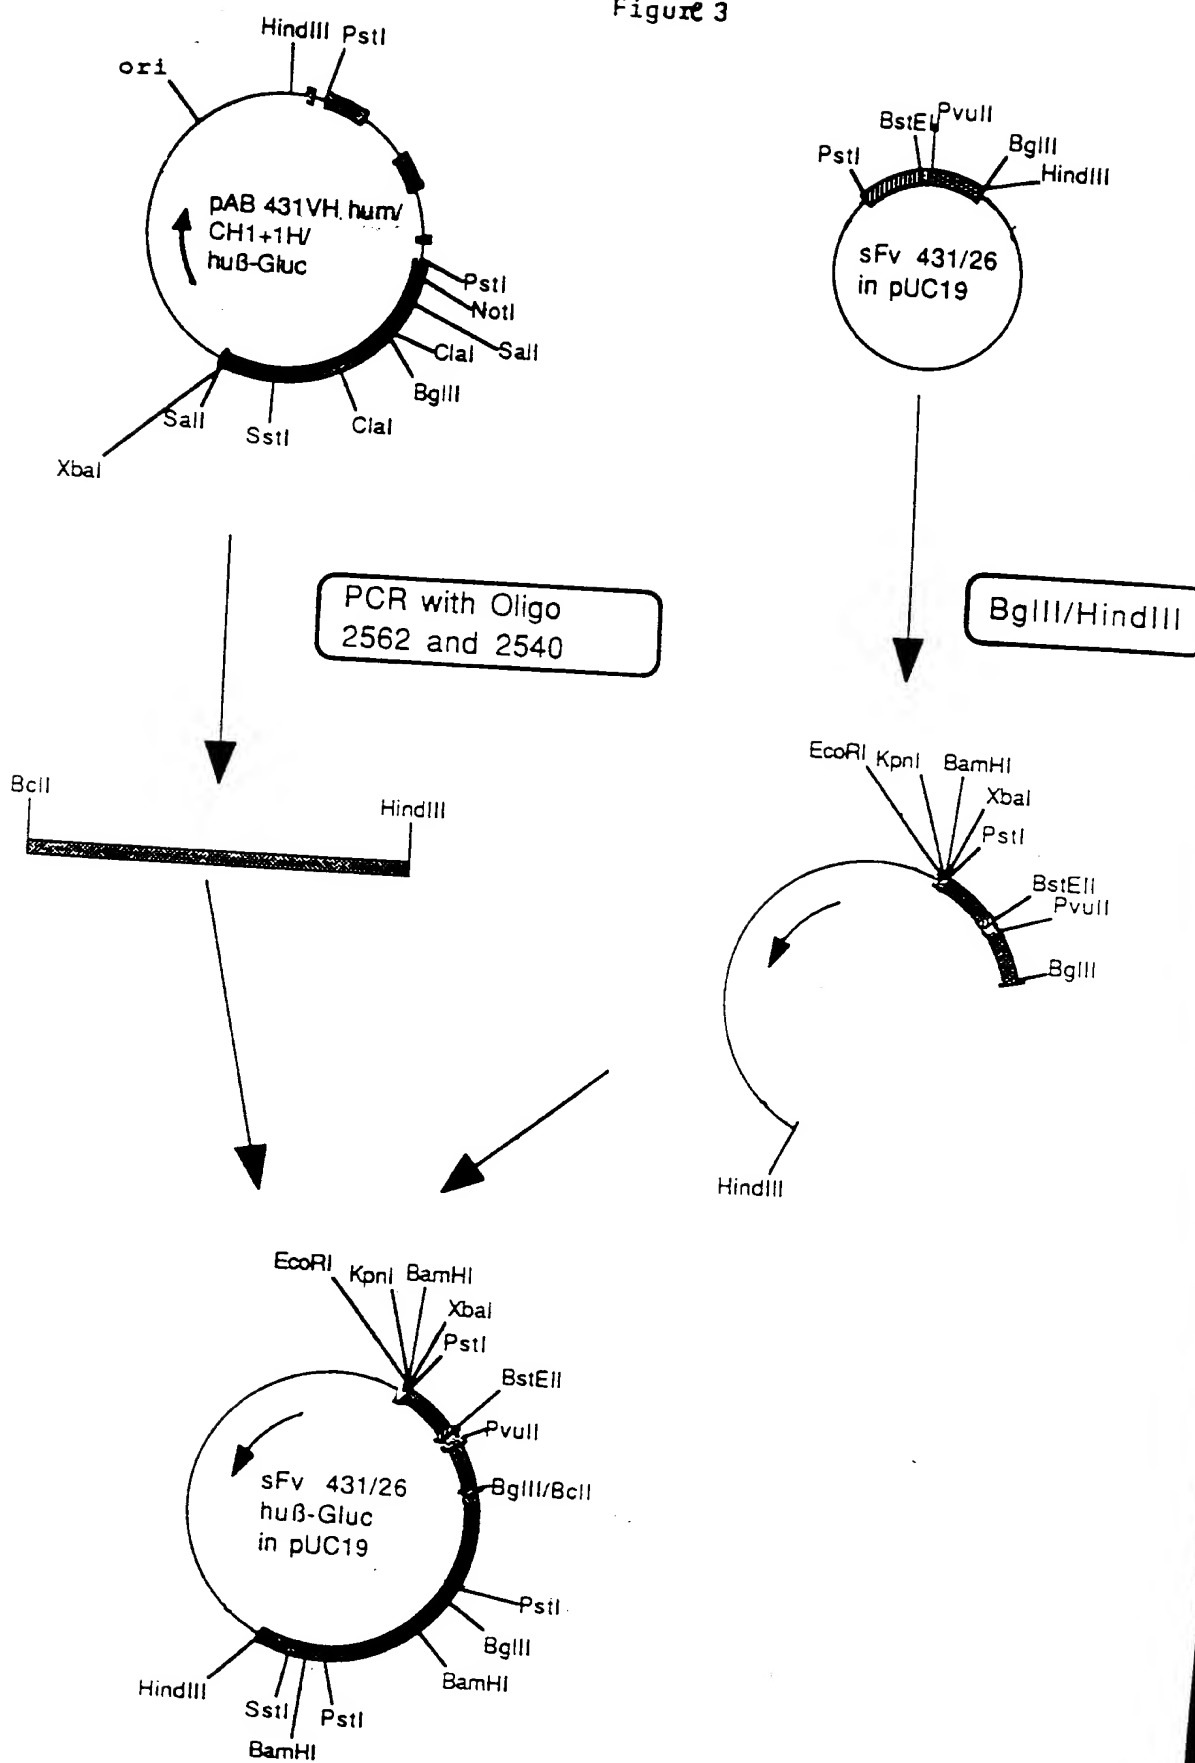 Figure 3
HindIII PstI
ori
pAB 431VH hum/
CH1+1H/
huß-Gluc
PstI
NotI
SalI
ClaI
BglII
ClaI
SstI
SalI
XbaI
BstEII
PvuII
PstI
BglII
HindIII
sFv 431/26
in pUC19
PCR with Oligo
2562 and 2540
BglII/HindIII
BclI
HindIII
EcoRI KpnI BamHI
XbaI
PstI
BstEII
PvuII
BglII
HindIII
EcoRI KpnI BamHI
XbaI
PstI
BstEII
PvuII
BglII/BclI
sFv 431/26
huß-Gluc
in pUC19
PstI
BglII
BamHI
HindIII
SstI
PstI
BamHI